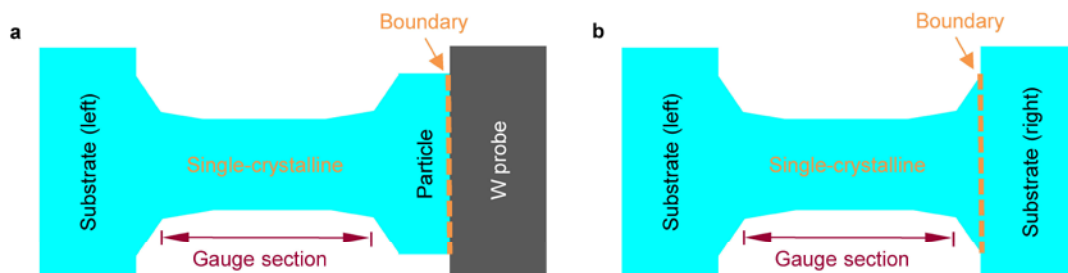 a
Boundary
Substrate (left)
Single-crystalline
Particle
W probe
Gauge section
b
Boundary
Substrate (left)
Single-crystalline
Substrate (right)
Gauge section